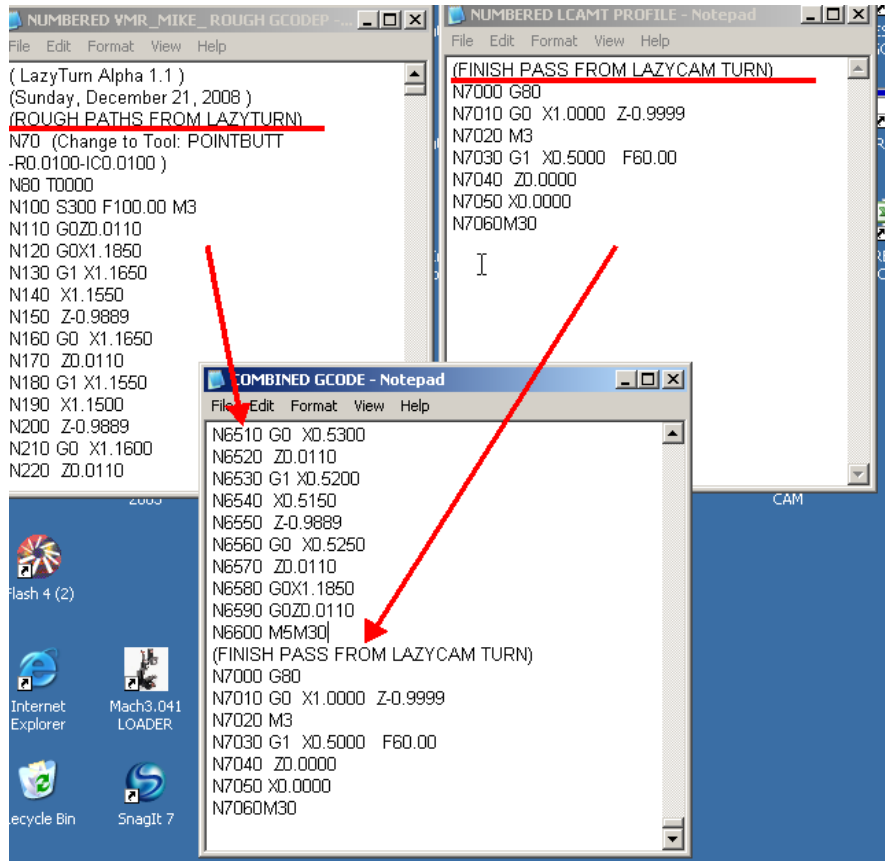 NUMBERED VMR_MIKE_ ROUGH GCODEP -...
File Edit Format View Help
( LazyTurn Alpha 1.1 )
(Sunday, December 21, 2008 )
(ROUGH PATHS FROM LAZYTURN)
N70 (Change to Tool: POINTBUTT
-R0.0100-IC0.0100 )
N80 T0000
N100 S300 F100.00 M3
N110 G0Z0.0110
N120 G0X1.1850
N130 G1 X1.1650
N140 X1.1550
N150 Z-0.9889
N160 G0 X1.1650
N170 Z0.0110
N180 G1 X1.1550
N190 X1.1500
N200 Z-0.9889
N210 G0 X1.1600
N220 Z0.0110
NUMBERED LCAMT PROFILE - Notepad
File Edit Format View Help
(FINISH PASS FROM LAZYCAM TURN)
N7000 G80
N7010 G0 X1.0000 Z-0.9999
N7020 M3
N7030 G1 X0.5000 F60.00
N7040 Z0.0000
N7050 X0.0000
N7060M30
COMBINED GCODE - Notepad
File Edit Format View Help
N6510 G0 X0.5300
N6520 Z0.0110
N6530 G1 X0.5200
N6540 X0.5150
N6550 Z-0.9889
N6560 G0 X0.5250
N6570 Z0.0110
N6580 G0X1.1850
N6590 G0Z0.0110
N6600 M5M30
(FINISH PASS FROM LAZYCAM TURN)
N7000 G80
N7010 G0 X1.0000 Z-0.9999
N7020 M3
N7030 G1 X0.5000 F60.00
N7040 Z0.0000
N7050 X0.0000
N7060M30
CAM
Flash 4 (2)
Internet
Explorer
Mach3.041
LOADER
Recycle Bin
SnagIt 7